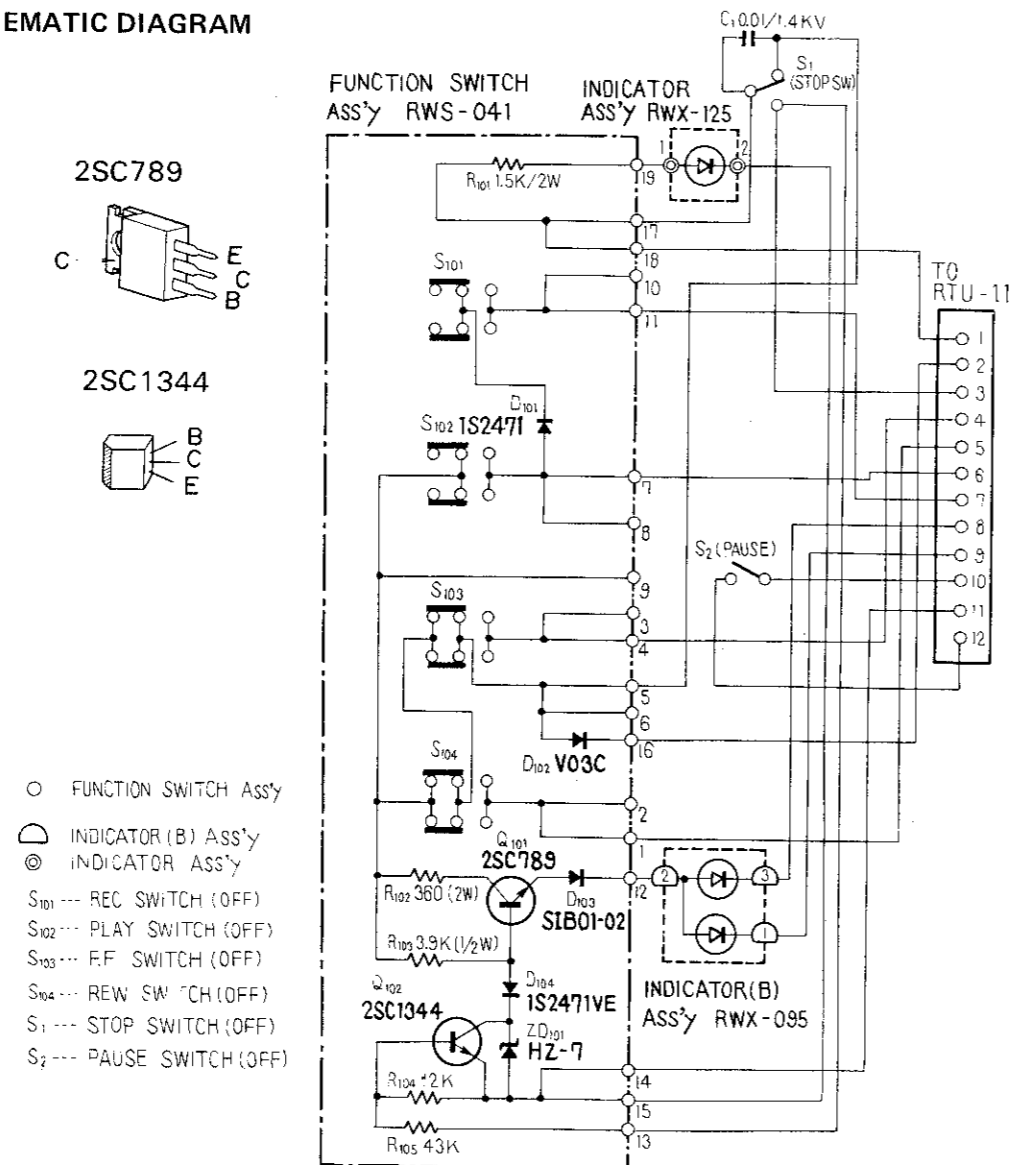 EMATIC DIAGRAM
C1 0.01/1.4KV
S1
(STOP SW)
FUNCTION SWITCH
ASS'Y RWS-041
INDICATOR
ASS'Y RWX-125
1
2
19
R101 1.5K/2W
17
18
2SC789
C
E
C
B
S101
10
11
TO
RTU-11
1
2
3
4
5
6
7
8
9
10
11
12
2SC1344
B
C
E
D101
S102 1S2471
7
8
S2 (PAUSE)
9
S103
3
4
5
6
16
D102 V03C
S104
2
1
Q101
2SC789
12
2
3
1
R102 360 (2W)
D103
SIB01-02
R103 3.9K(1/2W)
D104
1S2471VE
INDICATOR(B)
ASS'Y RWX-095
Q102
2SC1344
ZD101
HZ-7
14
R104 12K
15
13
R105 43K
FUNCTION SWITCH Ass'y
INDICATOR (B) Ass'y
INDICATOR ASS'Y
S101 --- REC SWITCH (OFF)
S102 --- PLAY SWITCH (OFF)
S103 --- F.F SWITCH (OFF)
S104 --- REW SW TCH (OFF)
S1 --- STOP SWITCH (OFF)
S2 --- PAUSE SWITCH (OFF)